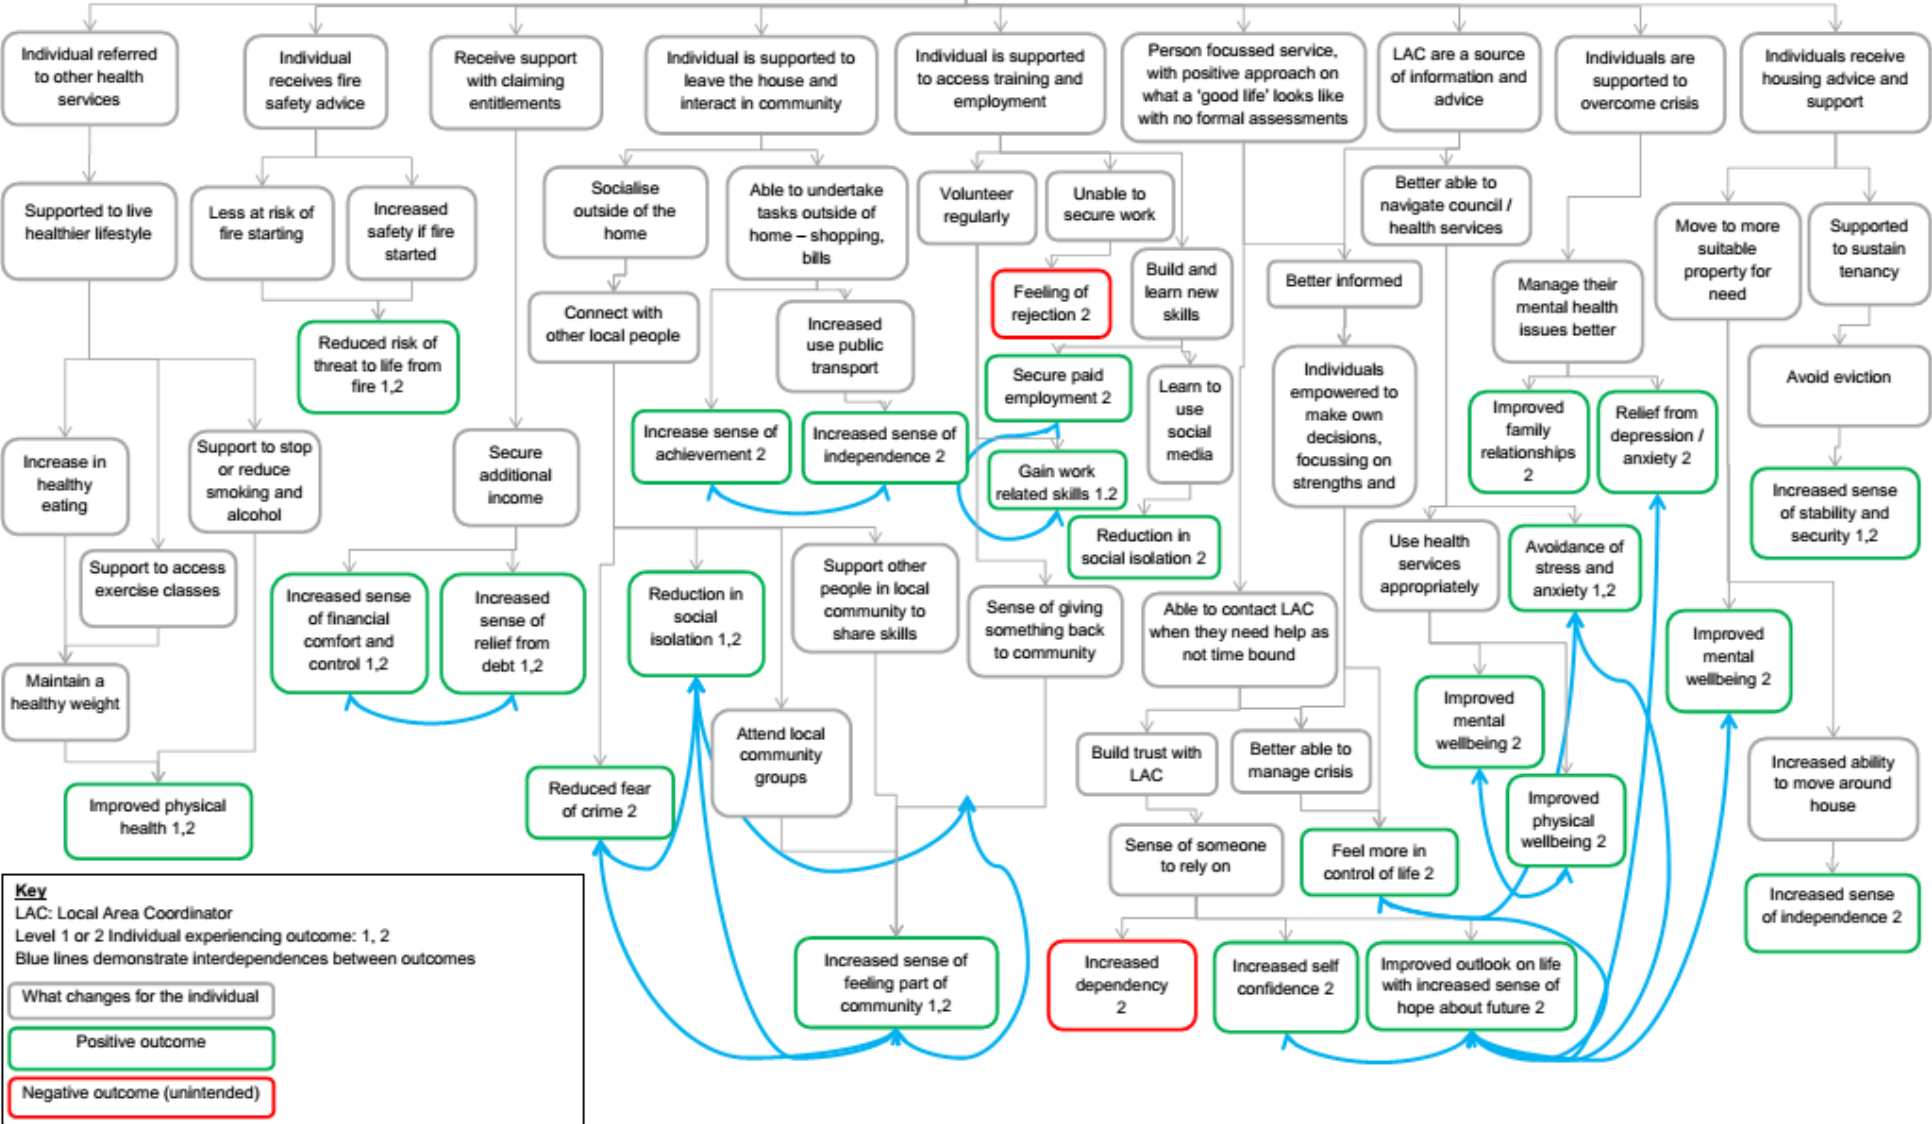 Individual referred
to other health
services
Individual
receives fire
safety advice
Receive support
with claiming
entitlements
Individual is supported to
leave the house and
interact in community
Individual is supported
to access training and
employment
Person focussed service,
with positive approach on
what a 'good life' looks like
with no formal assessments
LAC are a source
of information and
advice
Individuals are
supported to
overcome crisis
Individuals receive
housing advice and
support
Supported to live
healthier lifestyle
Less at risk of
fire starting
Increased
safety if fire
started
Socialise
outside of the
home
Able to undertake
tasks outside of
home – shopping,
bills
Volunteer
regularly
Unable to
secure work
Better able to
navigate council /
health services
Move to more
suitable
property for
need
Supported
to sustain
tenancy
Build and
learn new
skills
Better informed
Manage their
mental health
issues better
Feeling of
rejection 2
Connect with
other local people
Increased
use public
transport
Reduced risk of
threat to life from
fire 1,2
Individuals
empowered to
make own
decisions,
focussing on
strengths and
Avoid eviction
Secure paid
employment 2
Learn to
use
social
media
Improved
family
relationships
2
Relief from
depression /
anxiety 2
Increase sense of
achievement 2
Increased sense of
independence 2
Increase in
healthy
eating
Support to stop
or reduce
smoking and
alcohol
Secure
additional
income
Gain work
related skills 1.2
Increased sense
of stability and
security 1,2
Reduction in
social isolation 2
Use health
services
appropriately
Avoidance of
stress and
anxiety 1,2
Support to access
exercise classes
Increased sense
of financial
comfort and
control 1,2
Increased
sense of
relief from
debt 1,2
Reduction in
social
isolation 1,2
Support other
people in local
community to
share skills
Sense of giving
something back
to community
Able to contact LAC
when they need help as
not time bound
Improved
mental
wellbeing 2
Maintain a
healthy weight
Improved
mental
wellbeing 2
Attend local
community
groups
Build trust with
LAC
Better able to
manage crisis
Increased ability
to move around
house
Reduced fear
of crime 2
Improved physical
health 1,2
Improved
physical
wellbeing 2
Sense of someone
to rely on
Feel more in
control of life 2
Increased sense
of independence 2
Increased sense of
feeling part of
community 1,2
Increased
dependency
2
Increased self
confidence 2
Improved outlook on life
with increased sense of
hope about future 2
Key
LAC: Local Area Coordinator
Level 1 or 2 Individual experiencing outcome: 1, 2
Blue lines demonstrate interdependences between outcomes
What changes for the individual
Positive outcome
Negative outcome (unintended)